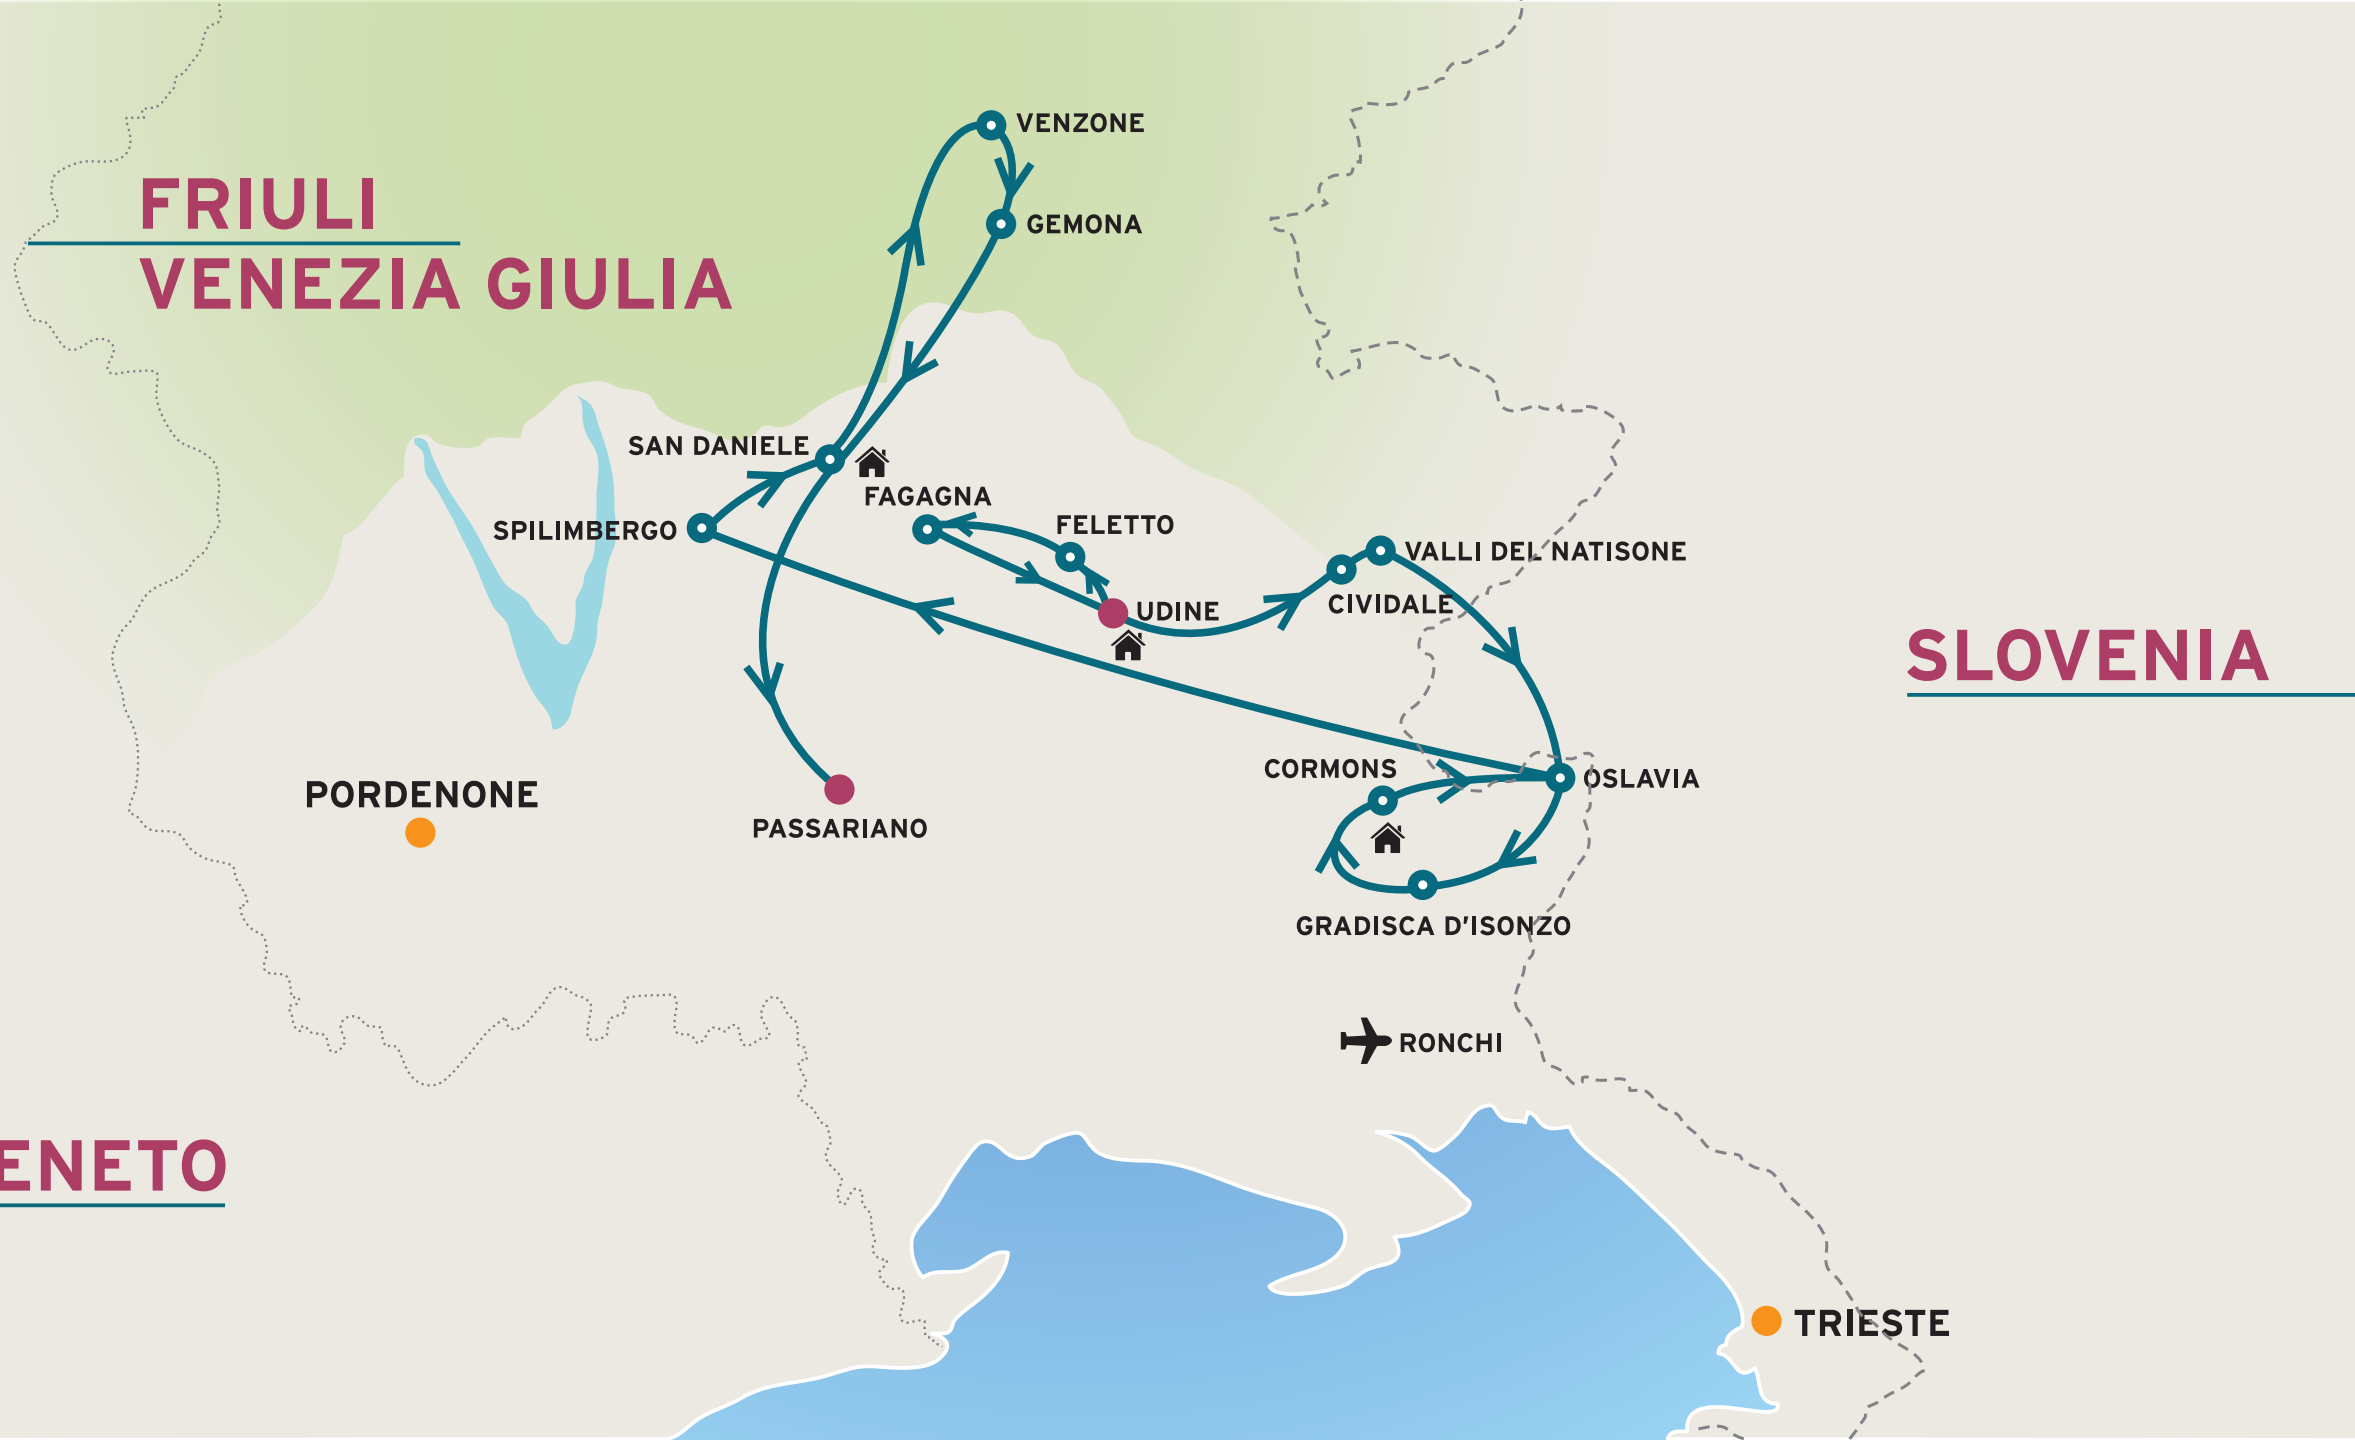 VENZONE
FRIULI
GEMONA
VENEZIA GIULIA
SAN DANIELE
FAGAGNA
SPILIMBERGO
FELETTO
VALLI DEL NATISONE
UDINE
CIVIDALE
SLOVENIA
CORMONS
OSLAVIA
PORDENONE
PASSARIANO
GRADISCA D'ISONZO
RONCHI
ENETO
TRIESTE